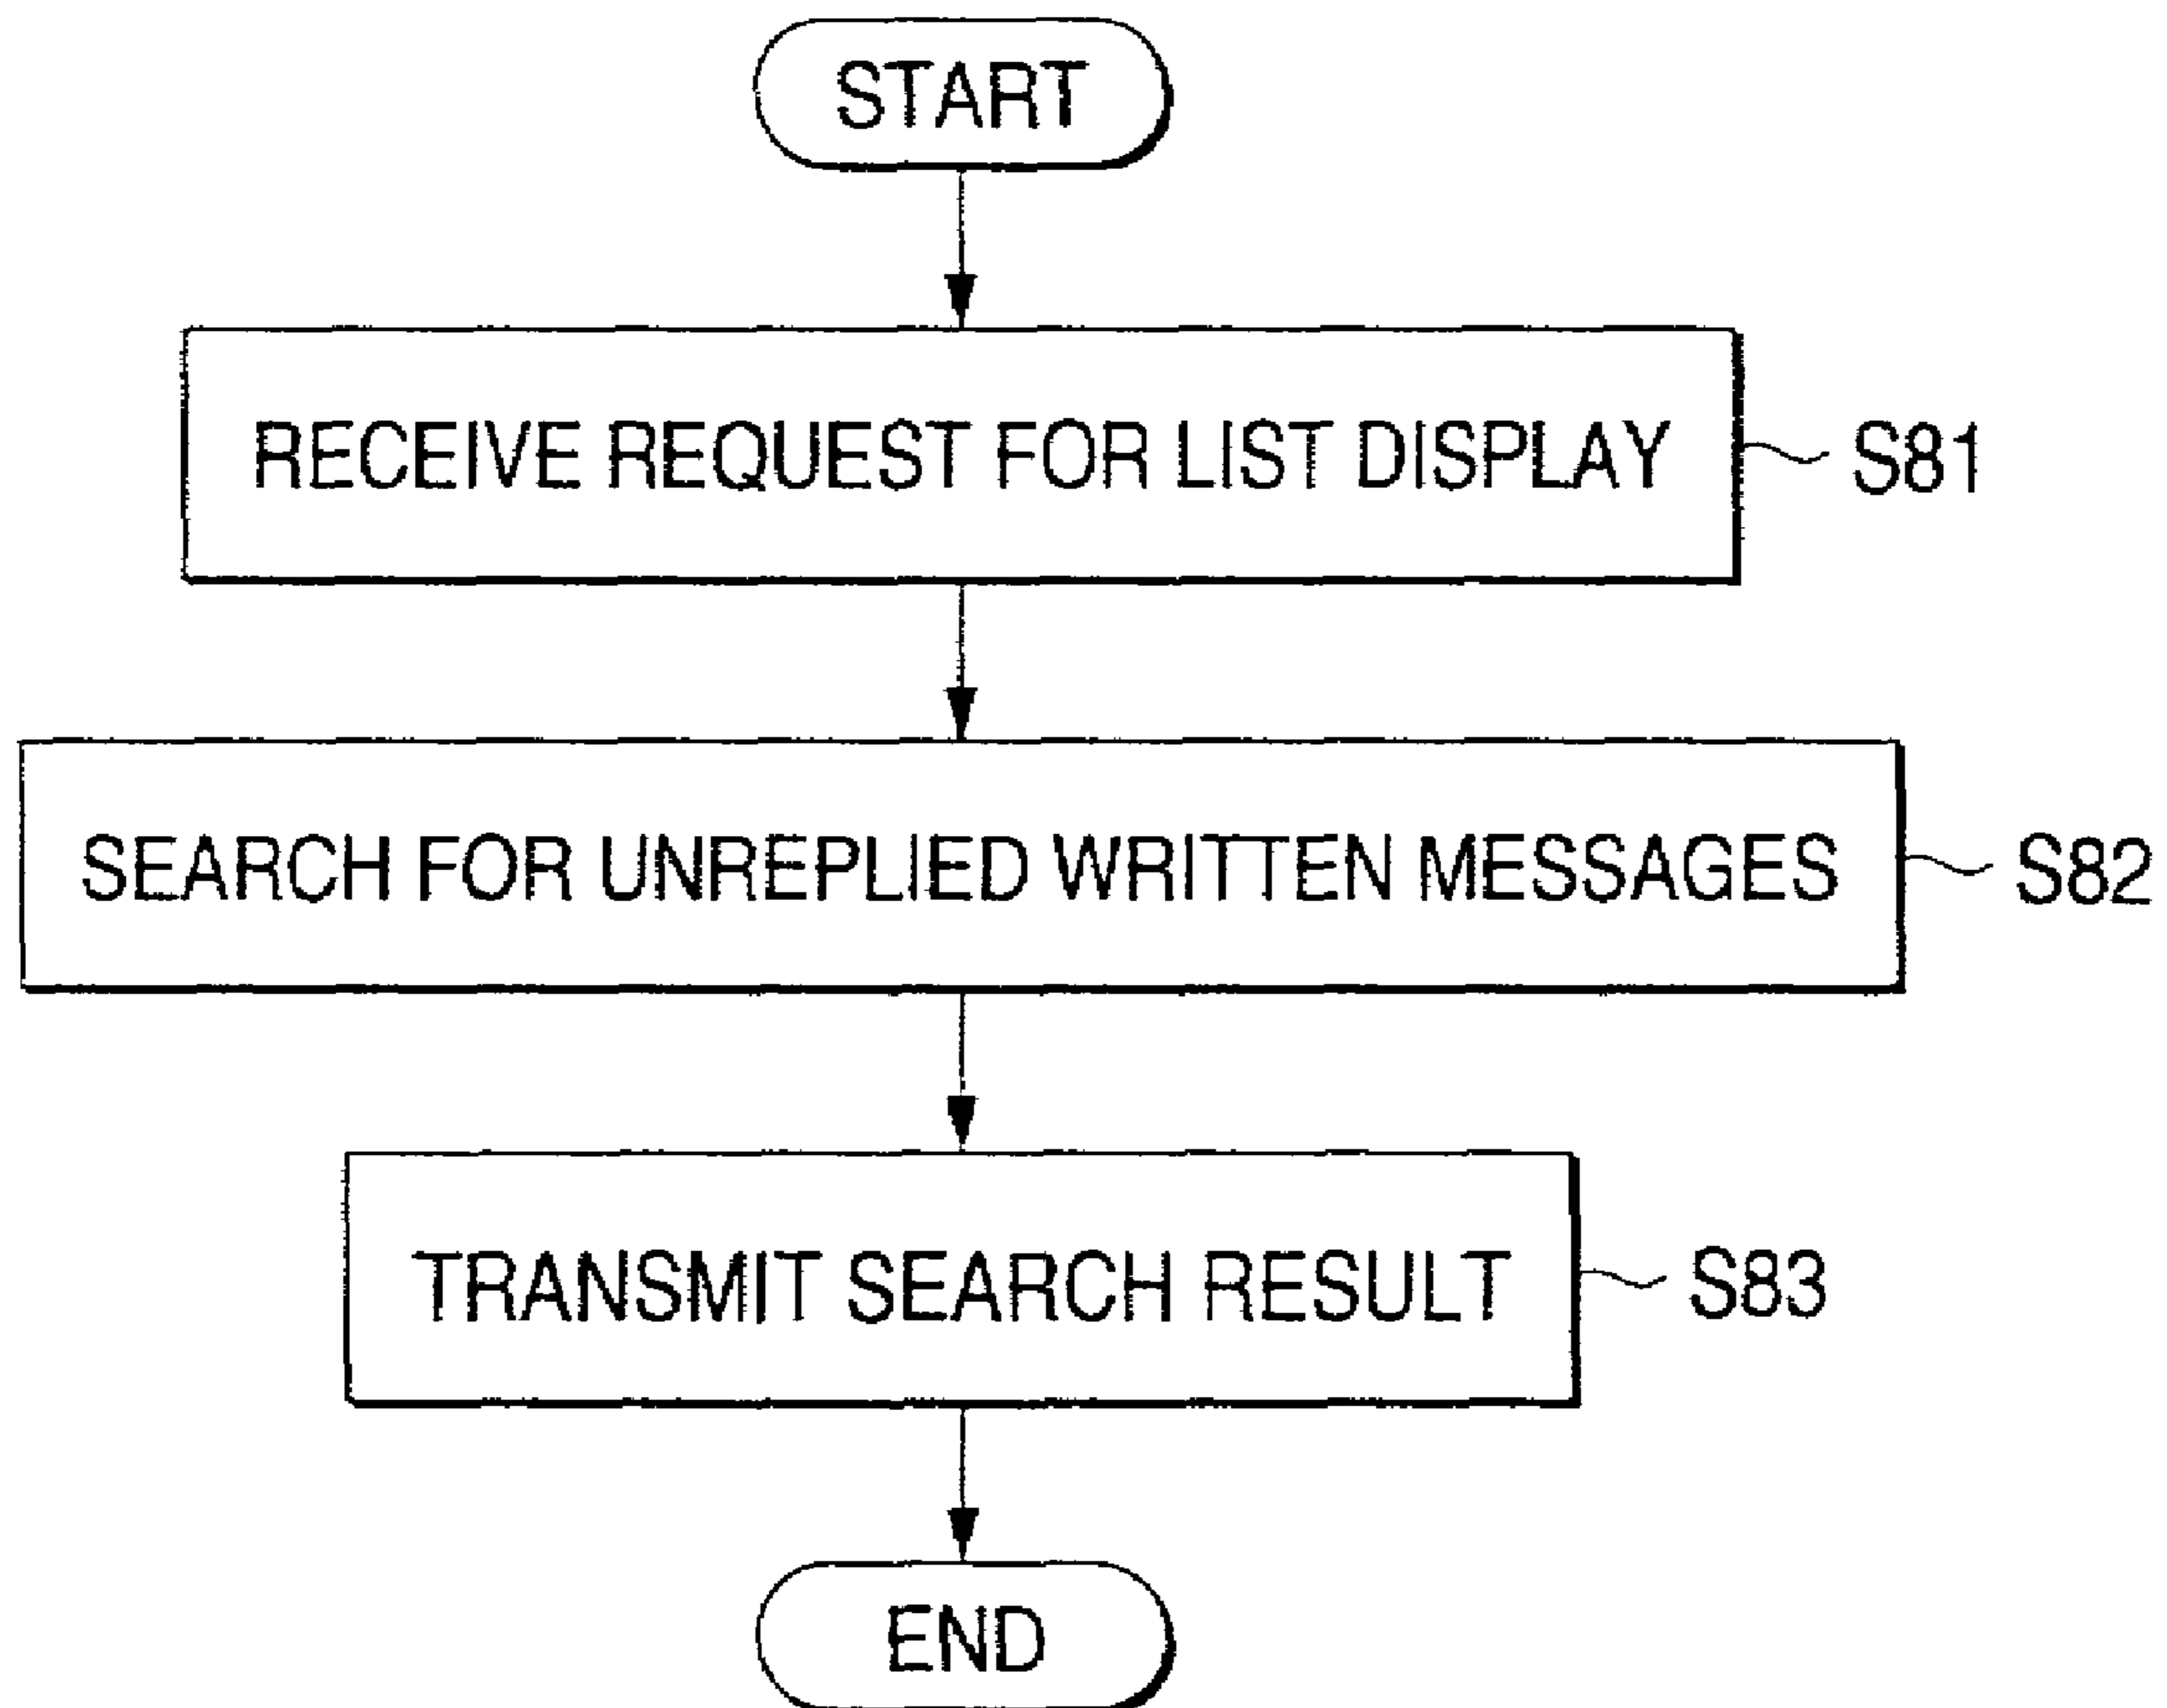 START
RECEIVE REQUEST FOR LIST DISPLAY S81
SEARCH FOR UNREPLIED WRITTEN MESSAGES S82
TRANSMIT SEARCH RESULT S83
END